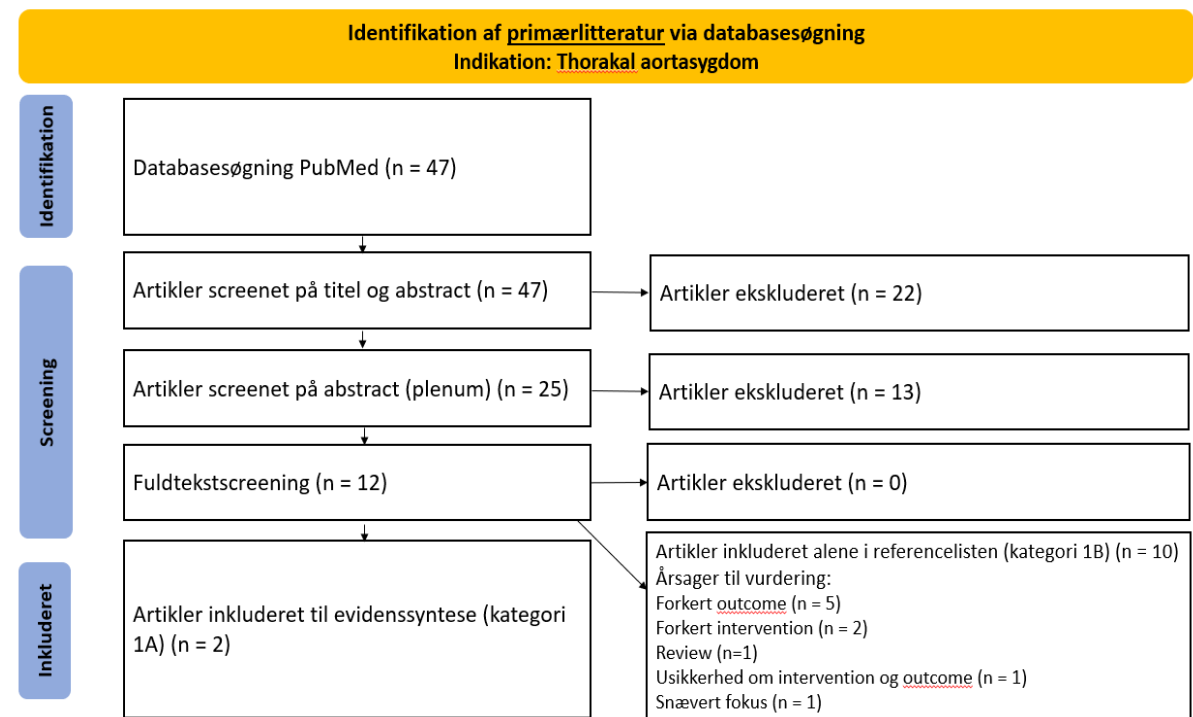 Identifikation af primærlitteratur via databasesøgning
Indikation: Thorakal aortasygdom
Identifikation
Databasesøgning PubMed (n = 47)
Screening
Artikler screenet på titel og abstract (n = 47)
Artikler ekskluderet (n = 22)
Artikler screenet på abstract (plenum) (n = 25)
Artikler ekskluderet (n = 13)
Fuldtekstscreening (n = 12)
Artikler ekskluderet (n = 0)
Inkluderet
Artikler inkluderet til evidenssyntese (kategori
1A) (n = 2)
Artikler inkluderet alene i referencelisten (kategori 1B) (n = 10)
Årsager til vurdering:
Forkert outcome (n = 5)
Forkert intervention (n = 2)
Review (n=1)
Usikkerhed om intervention og outcome (n = 1)
Snævert fokus (n = 1)